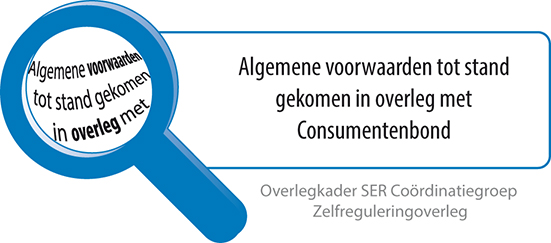 Algemene voorwaarden
tot stand gekomen
in overleg met
Algemene voorwaarden tot stand
gekomen in overleg met
Consumentenbond
Overlegkader SER Coördinatiegroep
Zelfreguleringoverleg